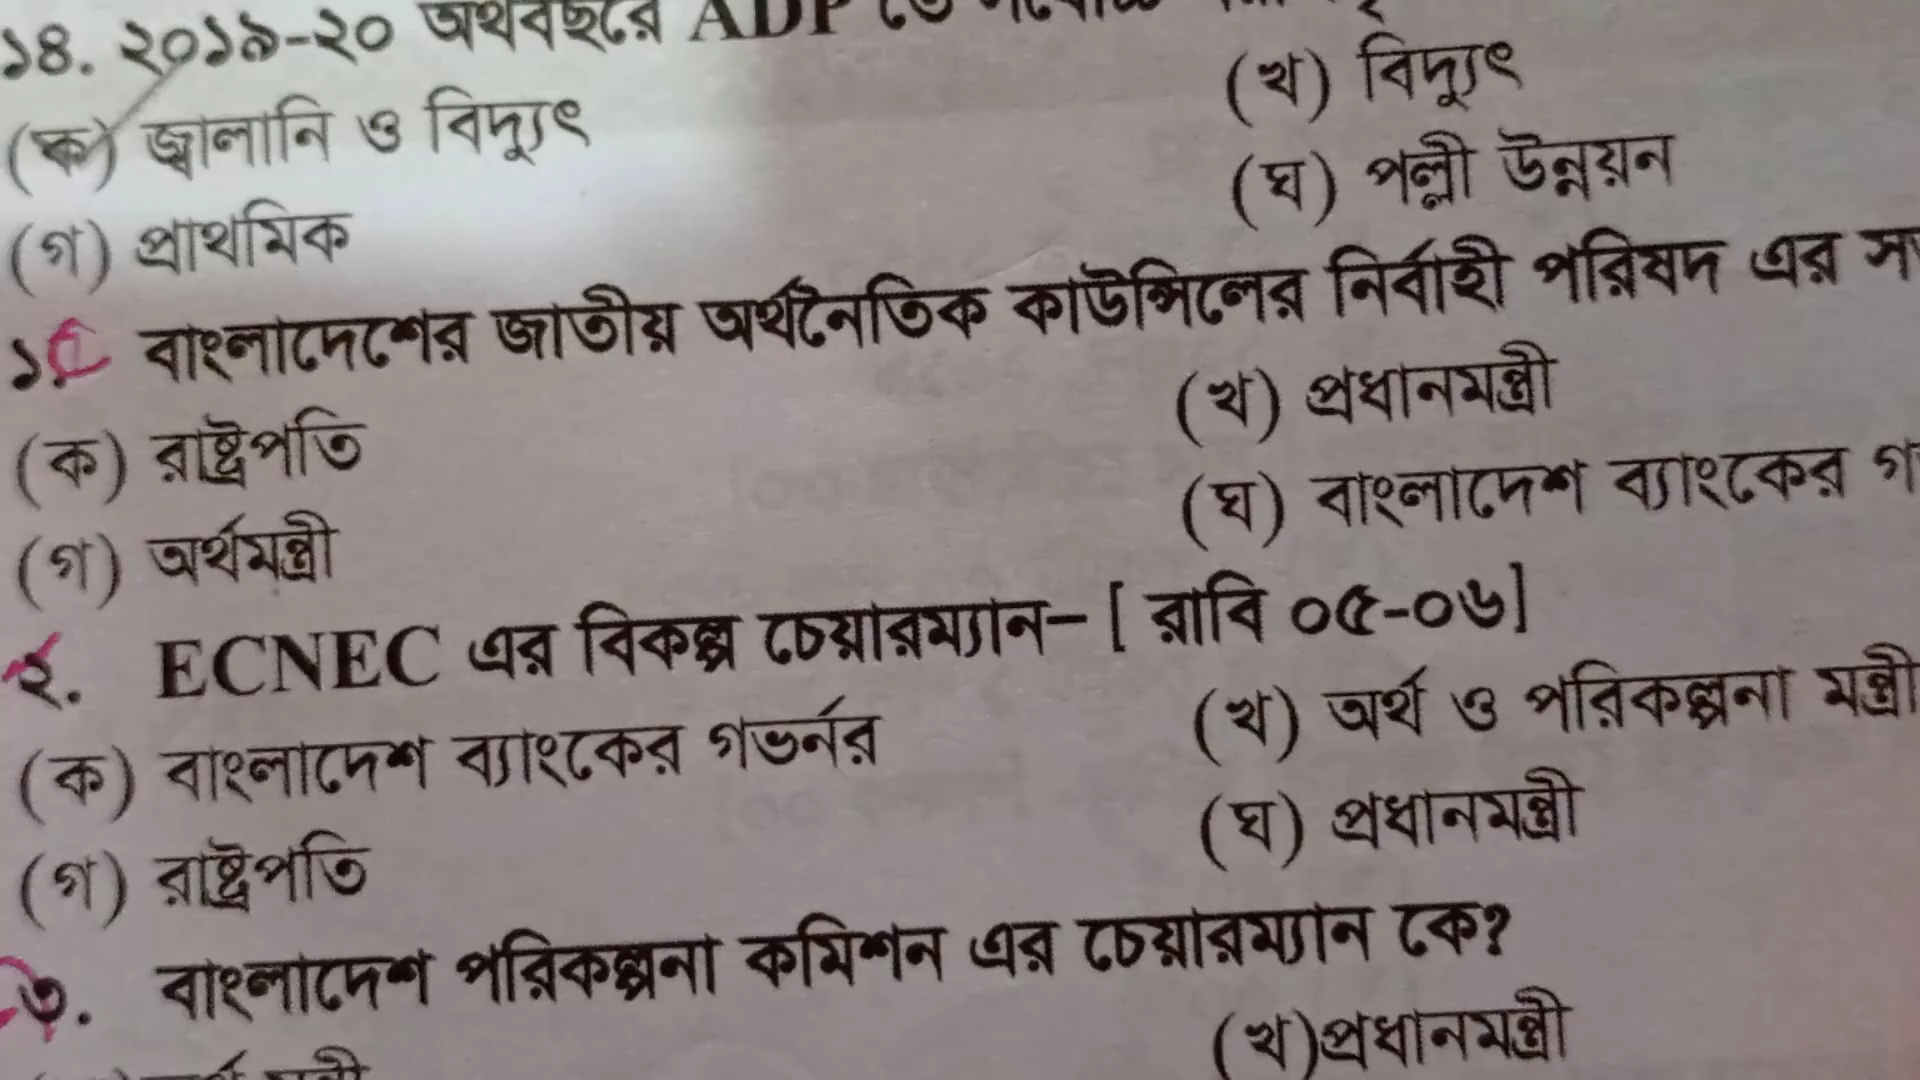 ১৪. ২০১৯-২০ অর্থবছরে ADP তে
(ক) জ্বালানি ও বিদ্যুৎ (খ) বিদ্যুৎ
(গ) প্রাথমিক (ঘ) পল্লী উন্নয়ন
১. বাংলাদেশের জাতীয় অর্থনৈতিক কাউন্সিলের নির্বাহী পরিষদ এর
(ক) রাষ্ট্রপতি (খ) প্রধানমন্ত্রী
(গ) অর্থমন্ত্রী (ঘ) বাংলাদেশ ব্যাংকের
২. ECNEC এর বিকল্প চেয়ারম্যান– [ রাবি ০৫-০৬]
(ক) বাংলাদেশ ব্যাংকের গভর্নর (খ) অর্থ ও পরিকল্পনা মন্ত্রী
(গ) রাষ্ট্রপতি (ঘ) প্রধানমন্ত্রী
৩. বাংলাদেশ পরিকল্পনা কমিশন এর চেয়ারম্যান কে?
(খ)প্রধানমন্ত্রী